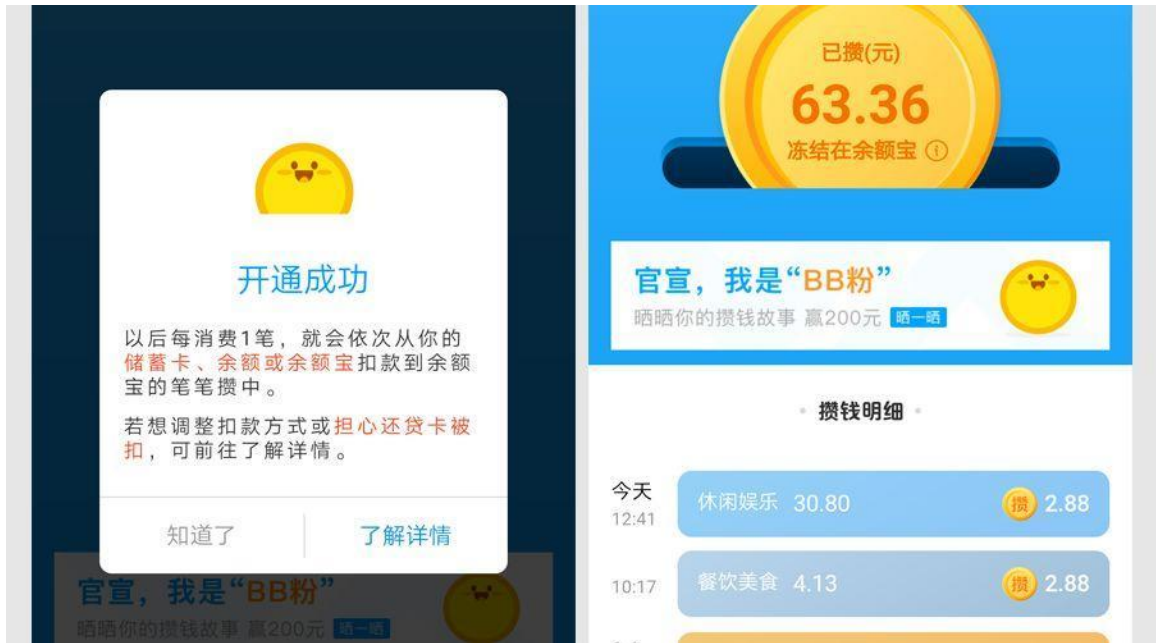 开通成功
以后每消费1笔，就会依次从你的
储蓄卡、余额或余额宝扣款到余额
宝的笔笔攒中。
若想调整扣款方式或担心还贷卡被
扣，可前往了解详情。
知道了
了解详情
官宣，我是“BB粉”
晒晒你的攒钱故事 赢200元 晒一晒
已攒(元)
63.36
冻结在余额宝
官宣，我是“BB粉”
晒晒你的攒钱故事 赢200元 晒一晒
攒钱明细
今天
12:41
休闲娱乐 30.80 攒 2.88
10:17
餐饮美食 4.13 攒 2.88